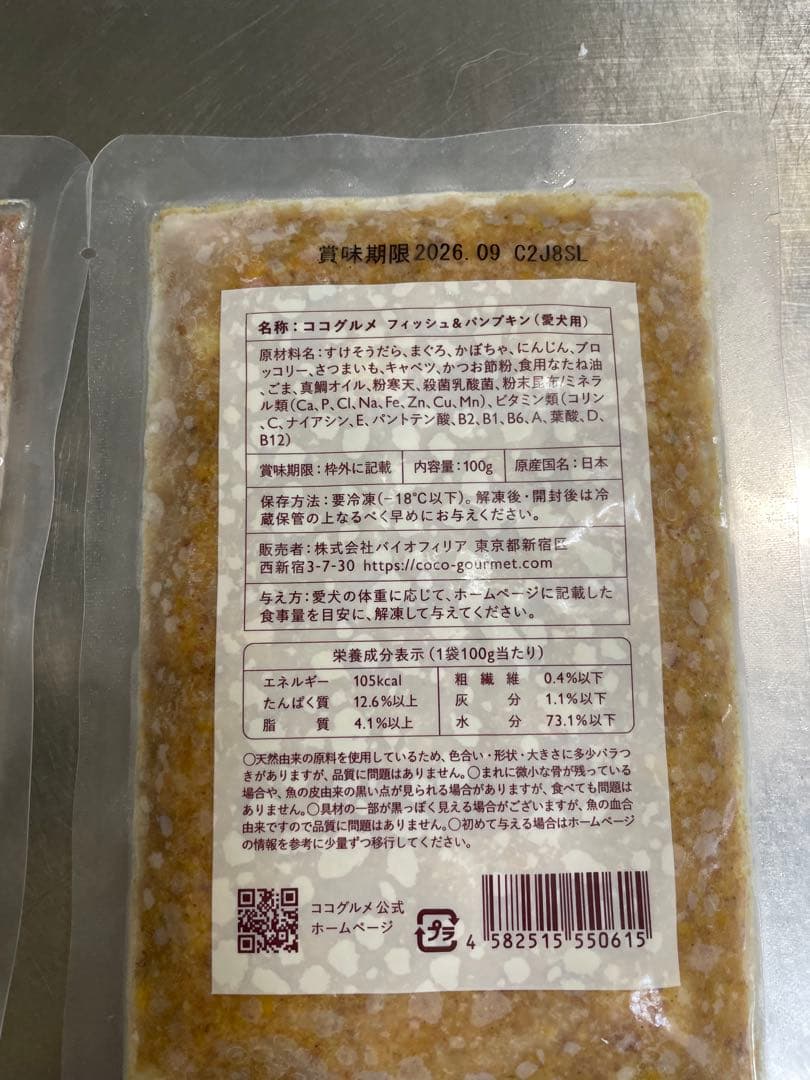 賞味期限2026.09 C2J8SL
名称：ココグルメ フィッシュ＆パンプキン（愛犬用）
原材料名：すけそうだら、まぐろ、かぼちゃ、にんじん、ブロ
ッコリー、さつまいも、キャベツ、かつお節粉、食用なたね油
、ごま、真鯛オイル、粉寒天、殺菌乳酸菌、粉末昆布/ミネラ
ル類（Ca,P,Cl,Na,Fe,Zn,Cu,Mn）、ビタミン類（コリン
、C、ナイアシン、E、パントテン酸、B2、B1、B6、A、葉酸、D、
B12）
賞味期限：枠外に記載 内容量：100g 原産国名：日本
保存方法：要冷凍（−18℃以下）。解凍後・開封後は冷
蔵保管の上なるべく早めにお与えください。
販売者：株式会社バイオフィリア 東京都新宿区
西新宿3-7-30 https://coco-gourmet.com
与え方：愛犬の体重に応じて、ホームページに記載した
食事量を目安に、解凍して与えてください。
栄養成分表示（1袋100g当たり）
エネルギー 105kcal 粗繊維 0.4%以下
たんぱく質 12.6%以上 灰分 1.1%以下
脂質 4.1%以上 水分 73.1%以下
○天然由来の原料を使用しているため、色合い・形状・大きさに多少バラつ
きがありますが、品質に問題はありません。○まれに微小な骨が残っている
場合や、魚の皮由来の黒い点が見られる場合がありますが、食べても問題は
ありません。○具材の一部が黒っぽく見える場合がございますが、魚の血合
由来ですので品質に問題はありません。○初めて与える場合はホームページ
の情報を参考に少量ずつ移行してください。
ココグルメ公式
ホームページ
プラ
4 582515 550615